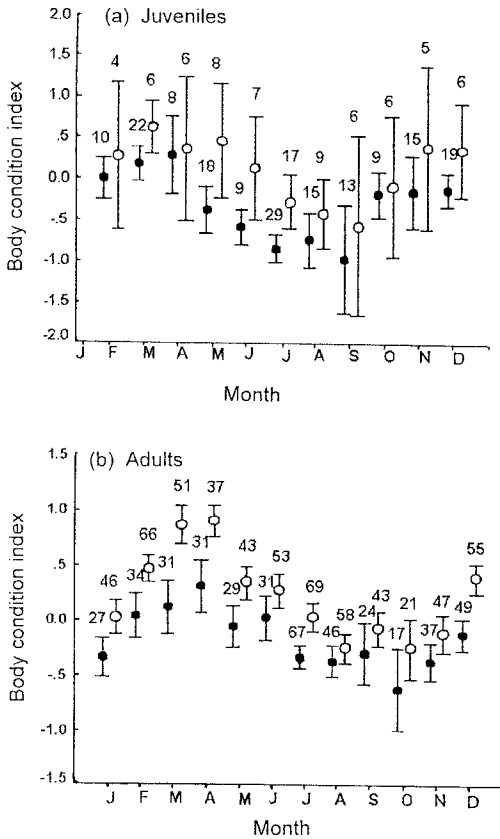 2.0
(a) Juveniles
1.5
1.0
.5
0.0
-0.5
-1.0
-1.5
-2.0
Body condition index
10 4 22 6 8 6 18 8 9 7 29 17 15 9 13 6 9 6 15 5 19 6
J F M A M J J A S O N D
Month
1.5
(b) Adults
1.0
.5
0.0
-.5
-1.0
-1.5
Body condition index
27 46 34 66 31 51 31 37 29 43 31 53 67 69 46 58 24 43 17 21 37 47 49 55
J F M A M J J A S O N D
Month